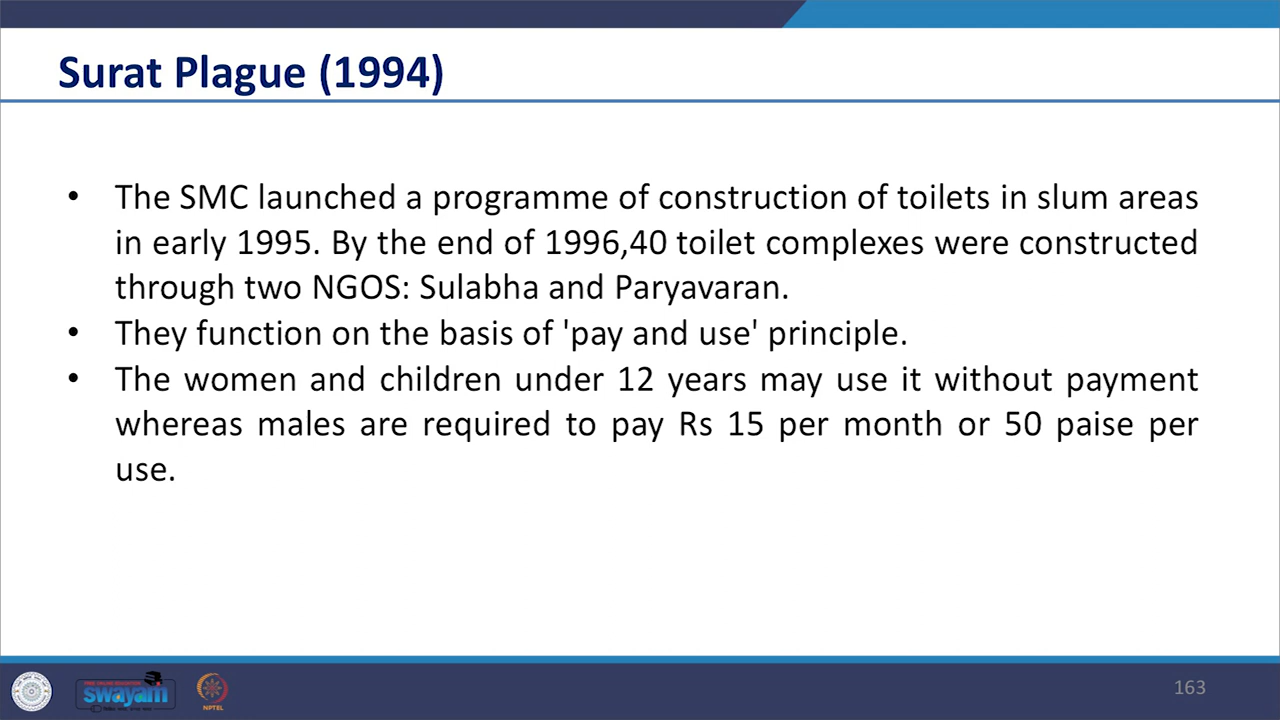 Surat Plague (1994)
• The SMC launched a programme of construction of toilets in slum areas
in early 1995. By the end of 1996,40 toilet complexes were constructed
through two NGOS: Sulabha and Paryavaran.
• They function on the basis of 'pay and use' principle.
• The women and children under 12 years may use it without payment
whereas males are required to pay Rs 15 per month or 50 paise per
use.
swayam
NPTEL
163